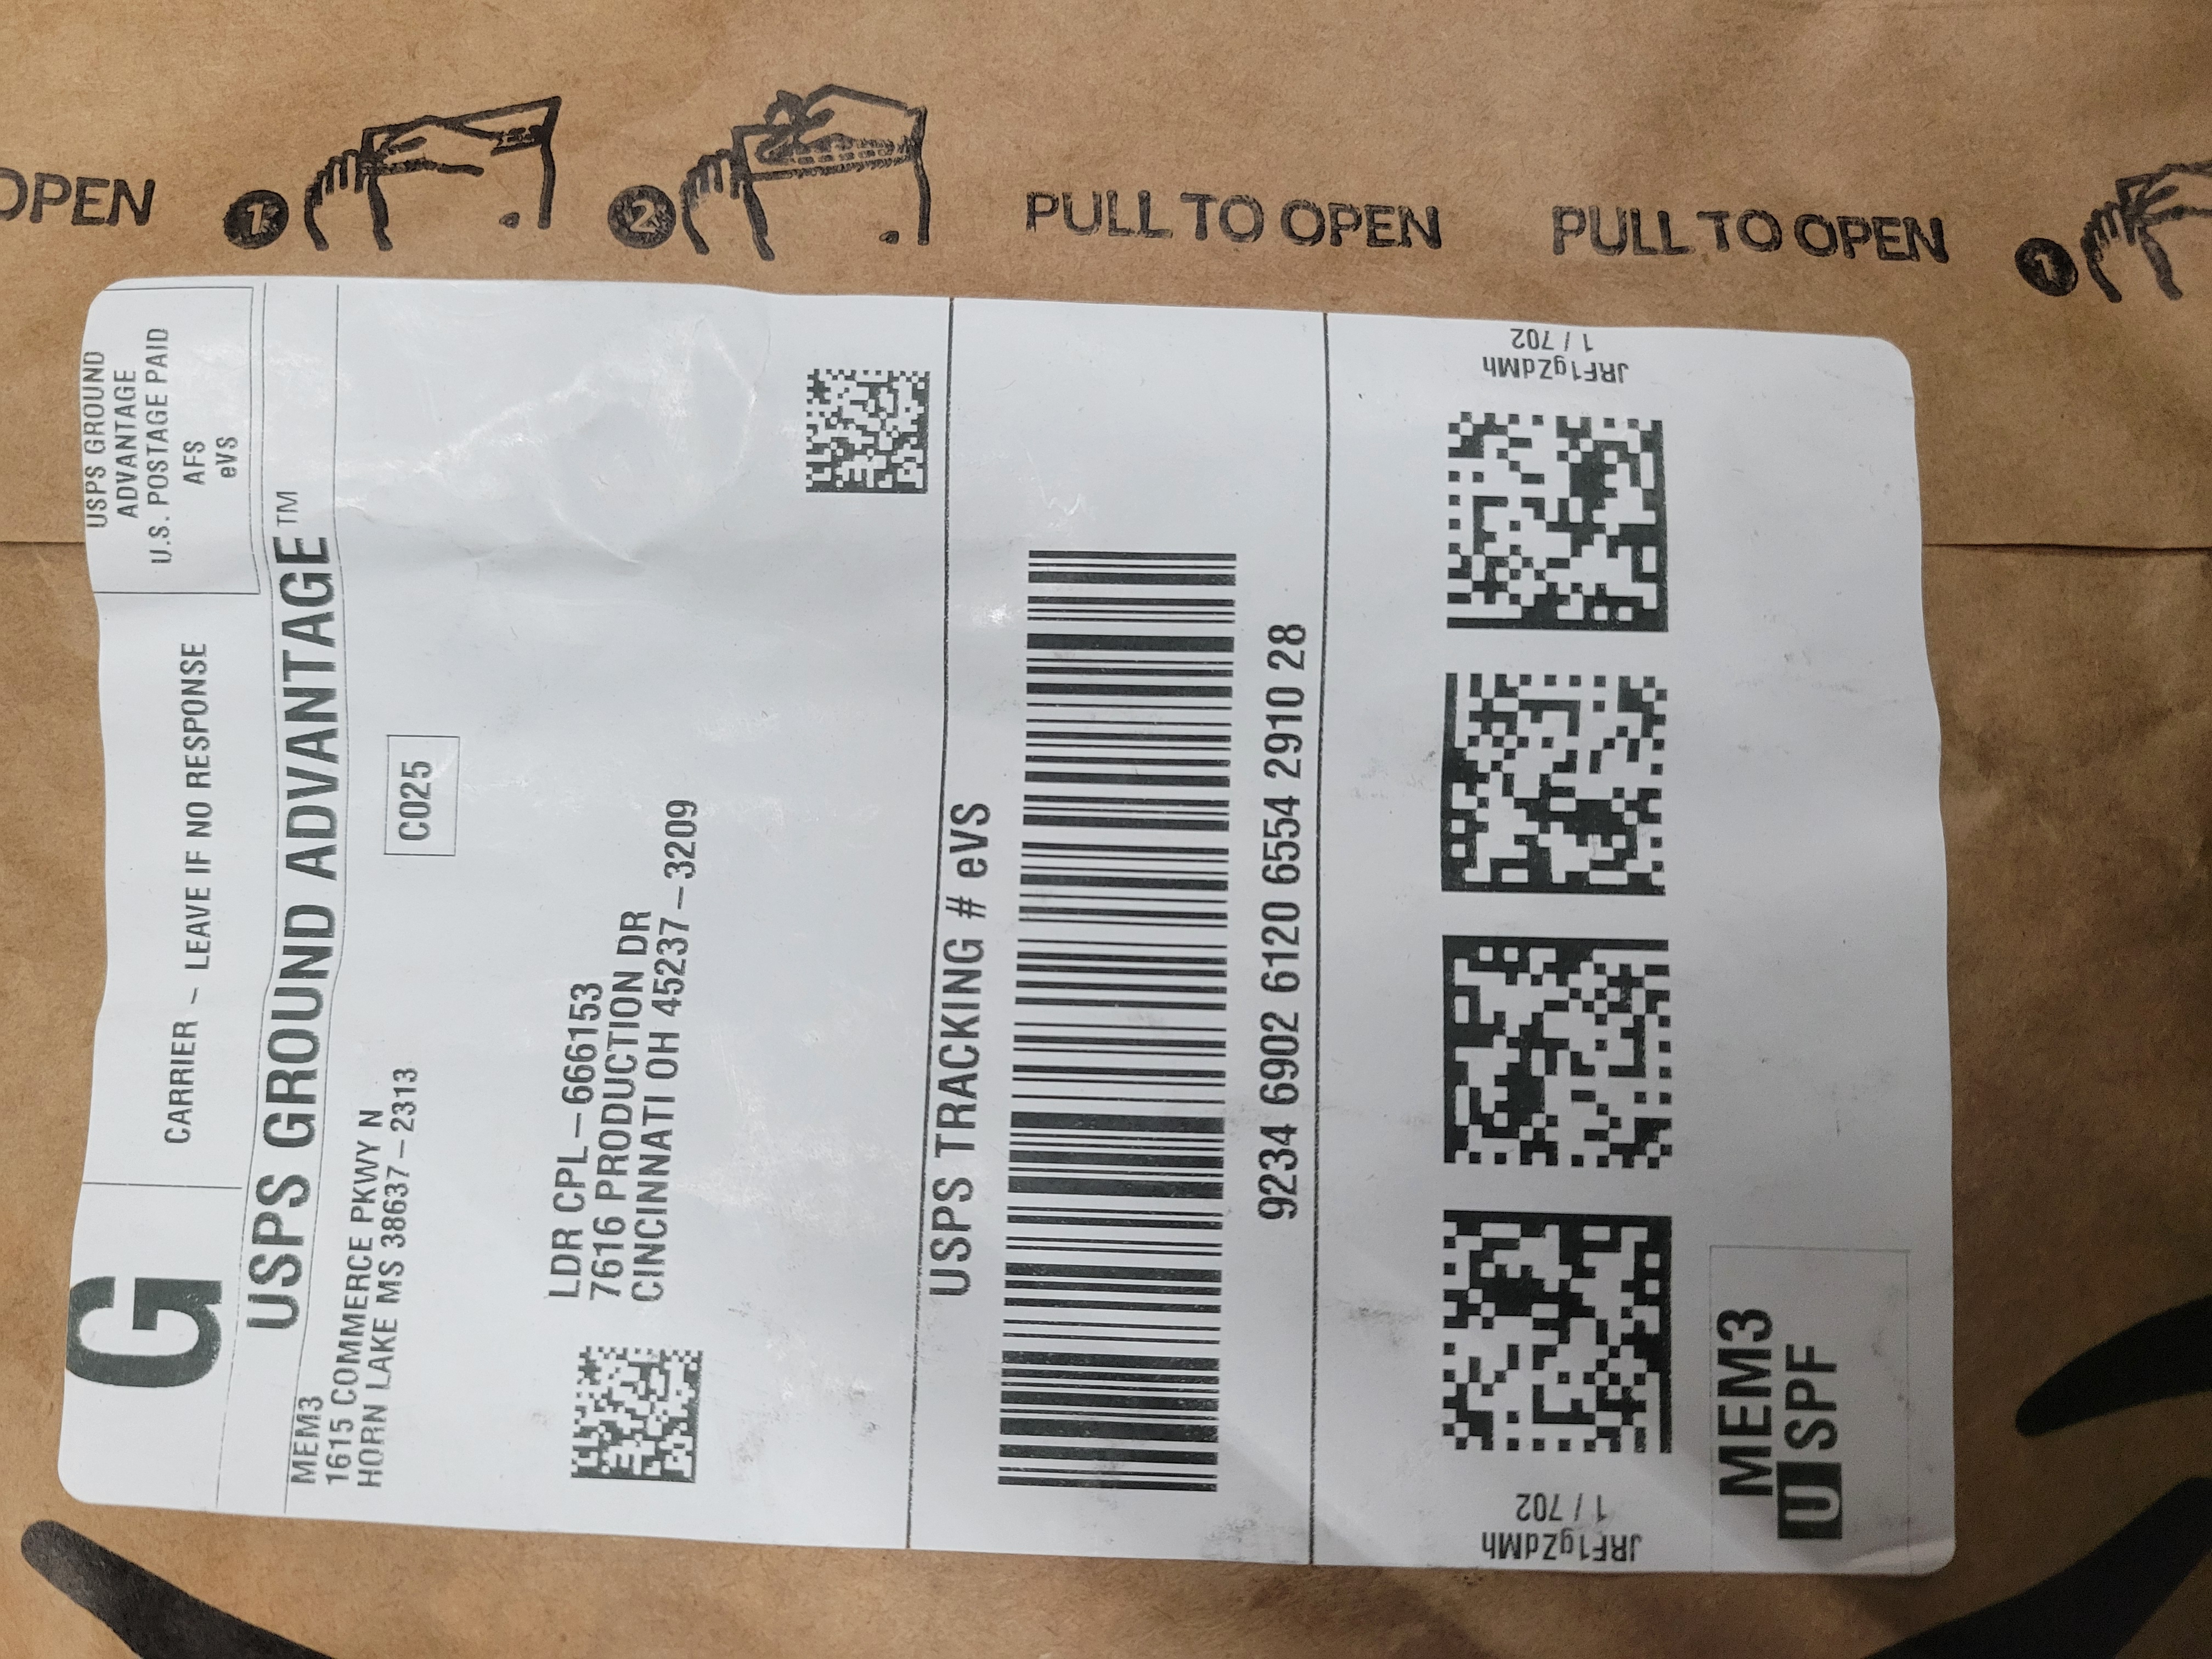 OPEN
1
2
PULL TO OPEN
PULL TO OPEN
1
G
CARRIER - LEAVE IF NO RESPONSE
USPS GROUND
ADVANTAGE
U.S. POSTAGE PAID
AFS
eVS
USPS GROUND ADVANTAGE™
MEM3
1615 COMMERCE PKWY N
HORN LAKE MS 38637-2313
C025
LDR CPL-666153
7616 PRODUCTION DR
CINCINNATI OH 45237-3209
USPS TRACKING # eVS
9234 6902 6120 6554 2910 28
JRF1gZdMh
1 / 702
JRF1gZdMh
1 / 702
MEM3
U SPF